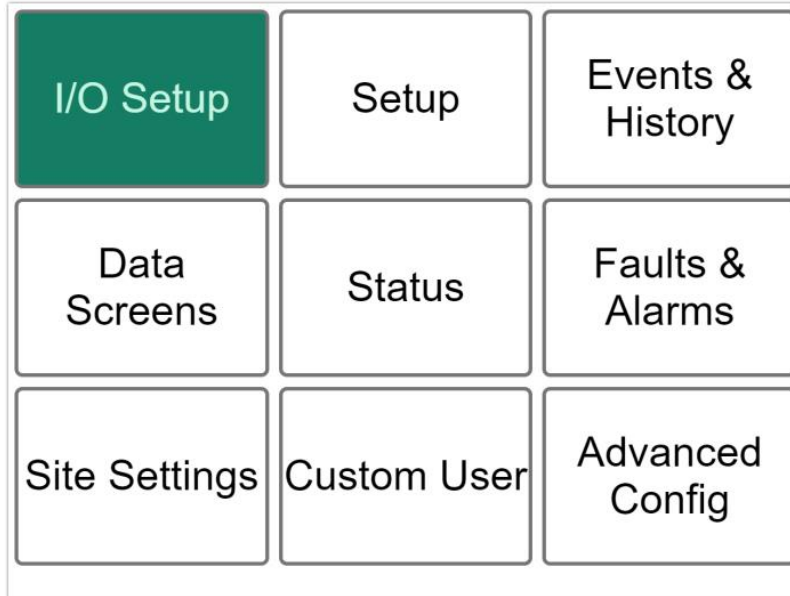 I/O Setup
Setup
Events &
History
Data
Screens
Status
Faults &
Alarms
Site Settings
Custom User
Advanced
Config